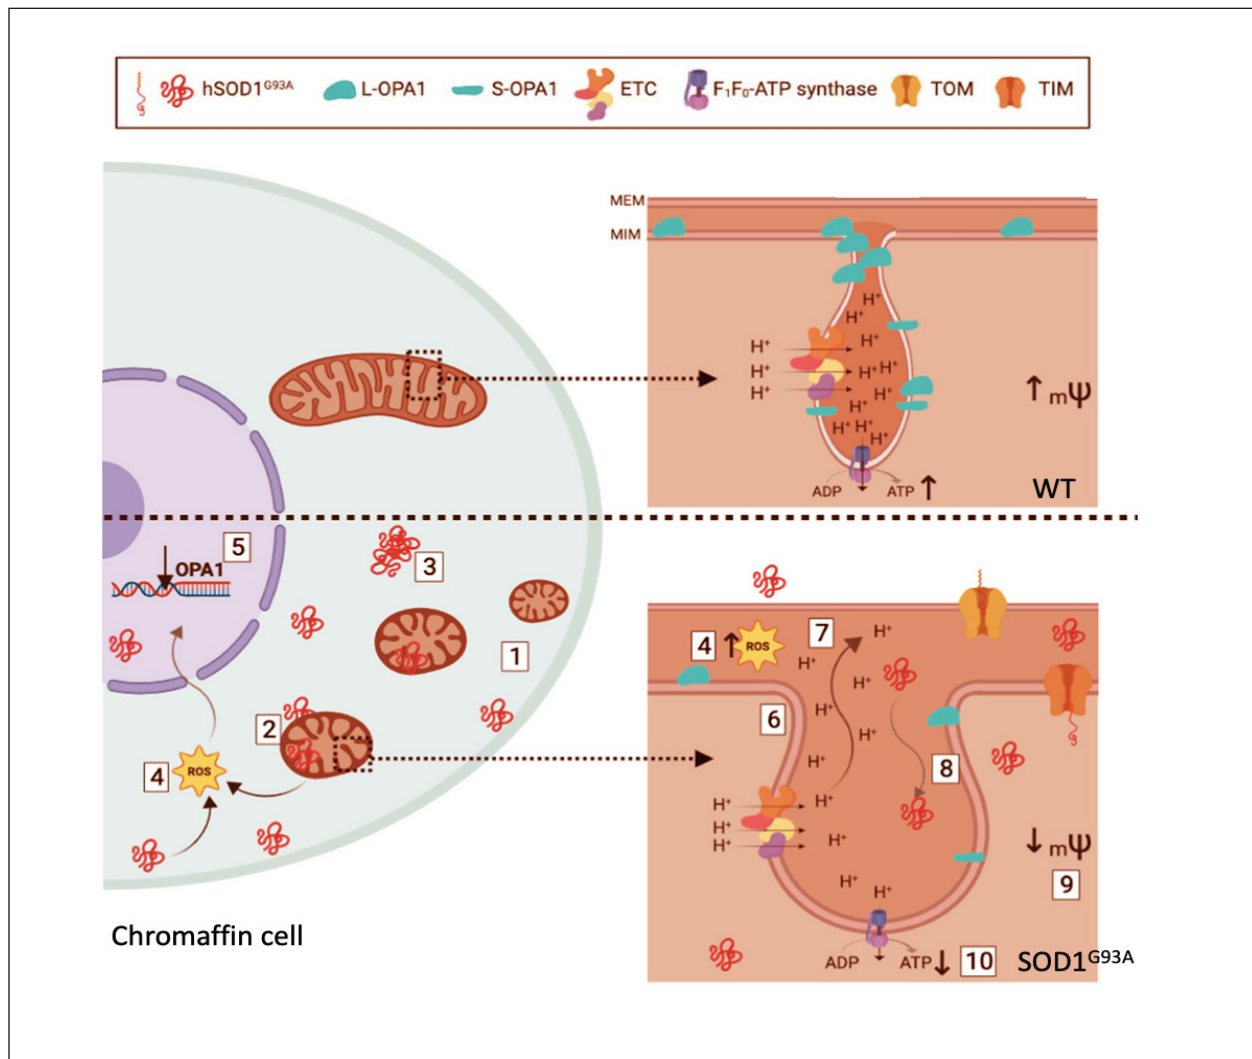 hSOD1G93A L-OPA1 S-OPA1 ETC F₁F₀-ATP synthase TOM TIM
MEM
MIM
H⁺
H⁺
H⁺
H⁺
H⁺ H⁺
H⁺
H⁺
H⁺
H⁺
H⁺
H⁺ H⁺
H⁺
↑ mΨ
ADP ATP ↑
WT
5
↓ OPA1
3
1
2
4 ROS
4 ↑ ROS
7
H⁺
H⁺
H⁺
6
H⁺
H⁺
H⁺
8
H⁺
H⁺
H⁺
H⁺
H⁺
H⁺
H⁺
↓ mΨ
9
ADP ATP ↓ 10
SOD1G93A
Chromaffin cell